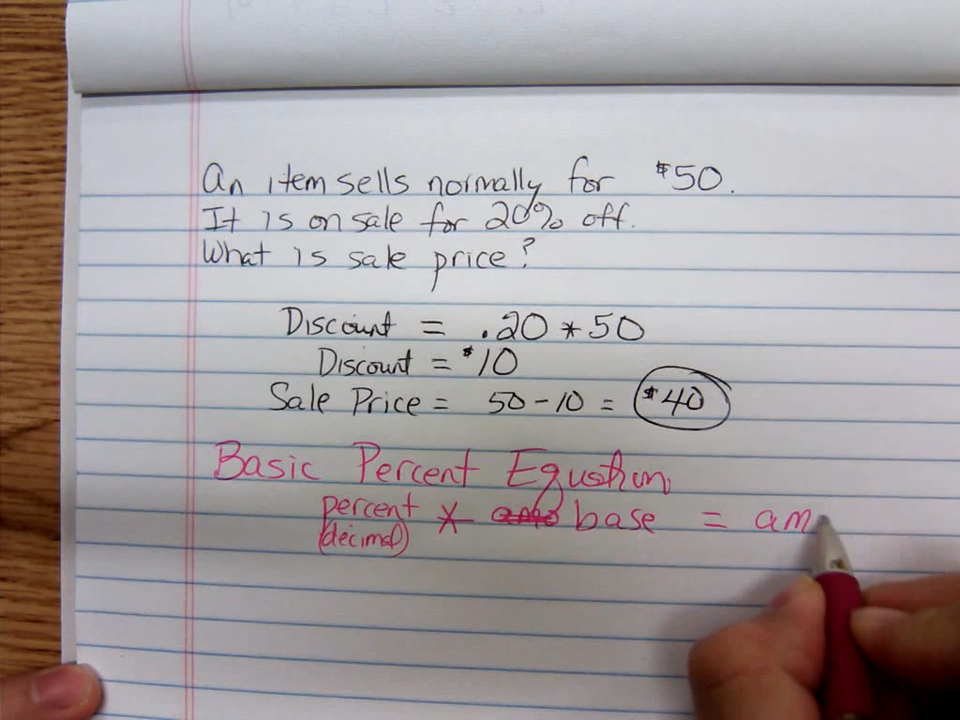 An item sells normally for $50.
It is on sale for 20% off.
What is sale price?
Discount = .20 * 50
Discount = $10
Sale Price = 50 - 10 = $40
Basic Percent Equation
percent * base = am
(decimal)